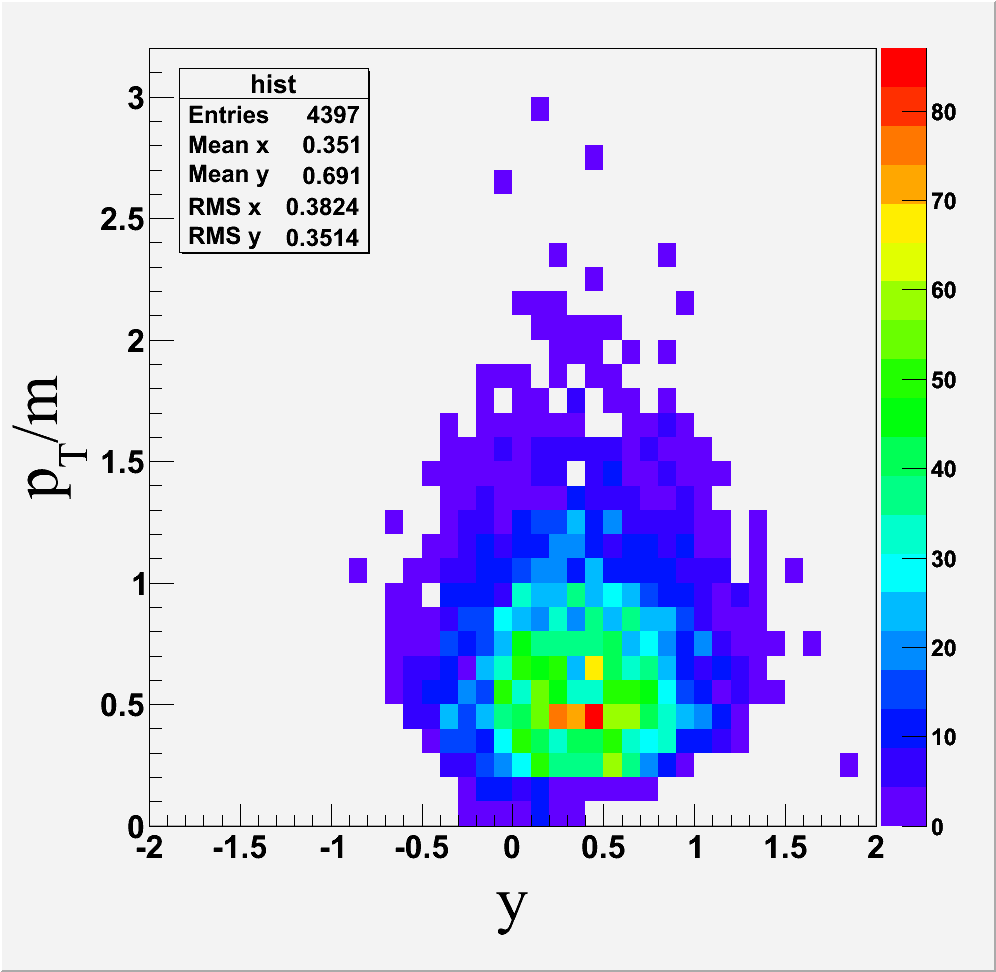 hist
Entries 4397
Mean x 0.351
Mean y 0.691
RMS x 0.3824
RMS y 0.3514
p_T/m
3
2.5
2
1.5
1
0.5
0
-2 -1.5 -1 -0.5 0 0.5 1 1.5 2
y
80
70
60
50
40
30
20
10
0